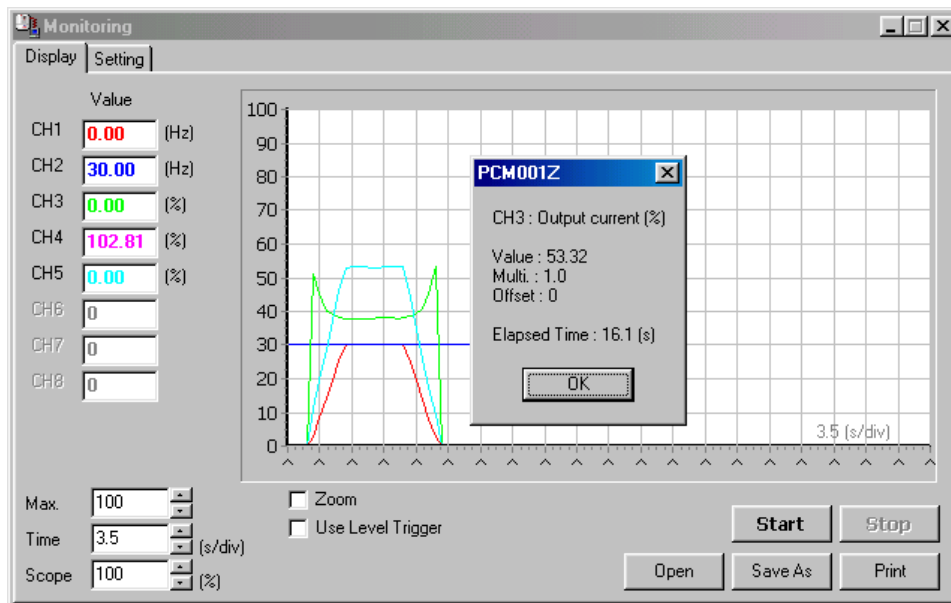 Monitoring
Display Setting
Value
CH1 0.00 (Hz)
CH2 30.00 (Hz)
CH3 0.00 (%)
CH4 102.81 (%)
CH5 0.00 (%)
CH6 0
CH7 0
CH8 0
100
90
80
70
60
50
40
30
20
10
0
3.5 (s/div)
PCM001Z
CH3 : Output current (%)
Value : 53.32
Multi. : 1.0
Offset : 0
Elapsed Time : 16.1 (s)
OK
Max. 100
Time 3.5 (s/div)
Scope 100 (%)
Zoom
Use Level Trigger
Start Stop
Open Save As Print